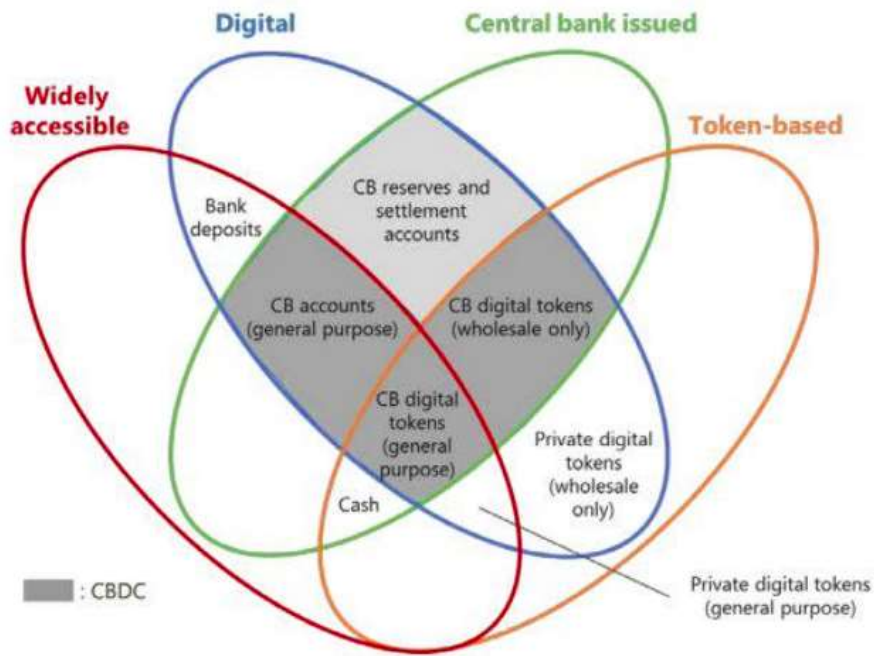 Digital
Central bank issued
Widely
accessible
Token-based
Bank
deposits
CB reserves and
settlement
accounts
CB accounts
(general purpose)
CB digital tokens
(wholesale only)
CB digital
tokens
(general
purpose)
Private digital
tokens
(wholesale
only)
Cash
: CBDC
Private digital tokens
(general purpose)